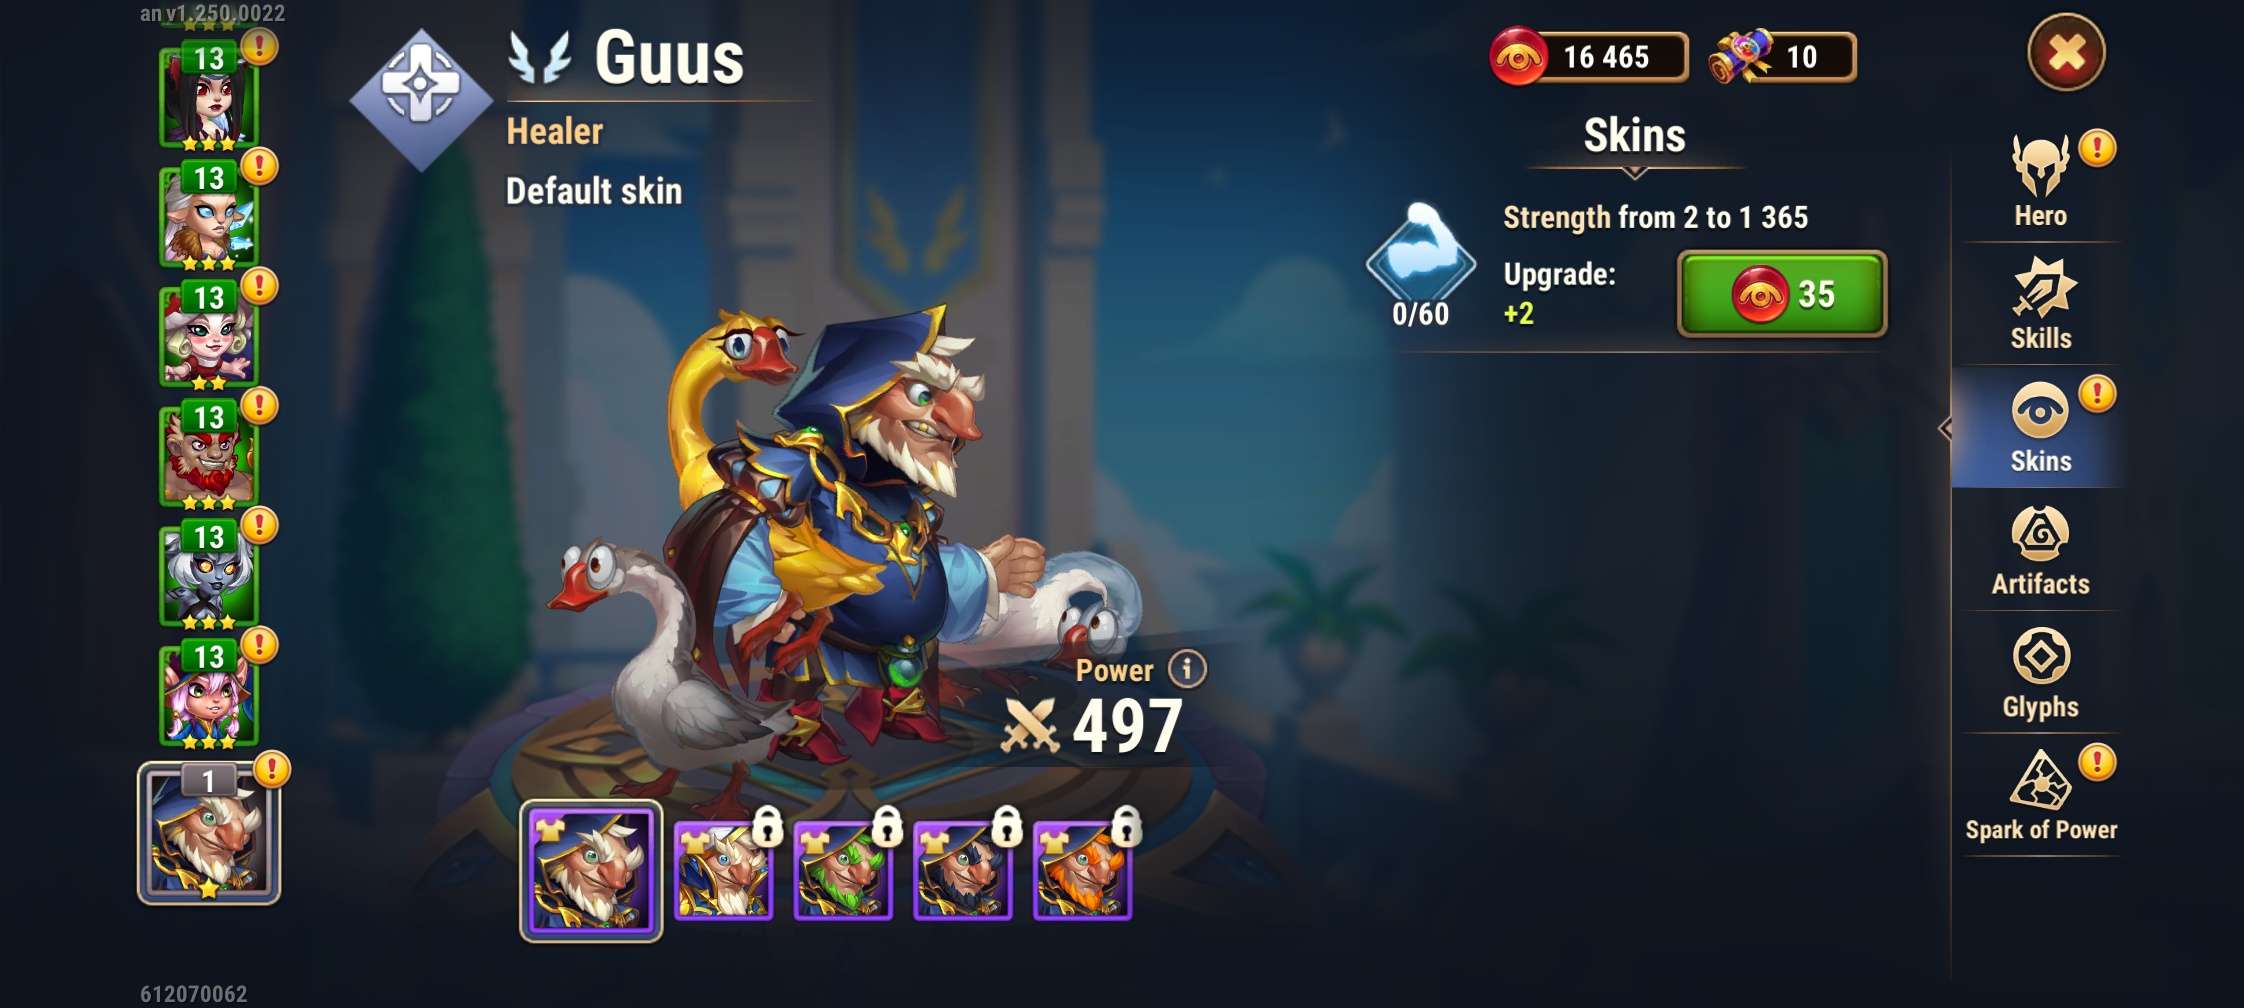 an v1.250.0022
13
13
13
13
13
13
1
612070062
Guus
Healer
Default skin
Power
497
16 465
10
Skins
Strength from 2 to 1 365
Upgrade:
+2
0/60
35
Hero
Skills
Skins
Artifacts
Glyphs
Spark of Power